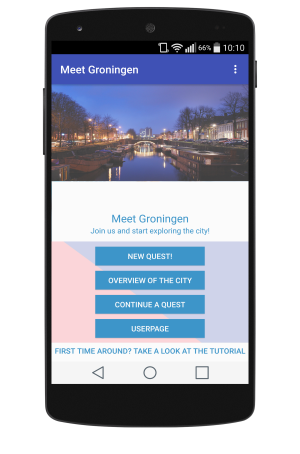 66% 10:10
Meet Groningen
Meet Groningen
Join us and start exploring the city!
NEW QUEST!
OVERVIEW OF THE CITY
CONTINUE A QUEST
USERPAGE
FIRST TIME AROUND? TAKE A LOOK AT THE TUTORIAL